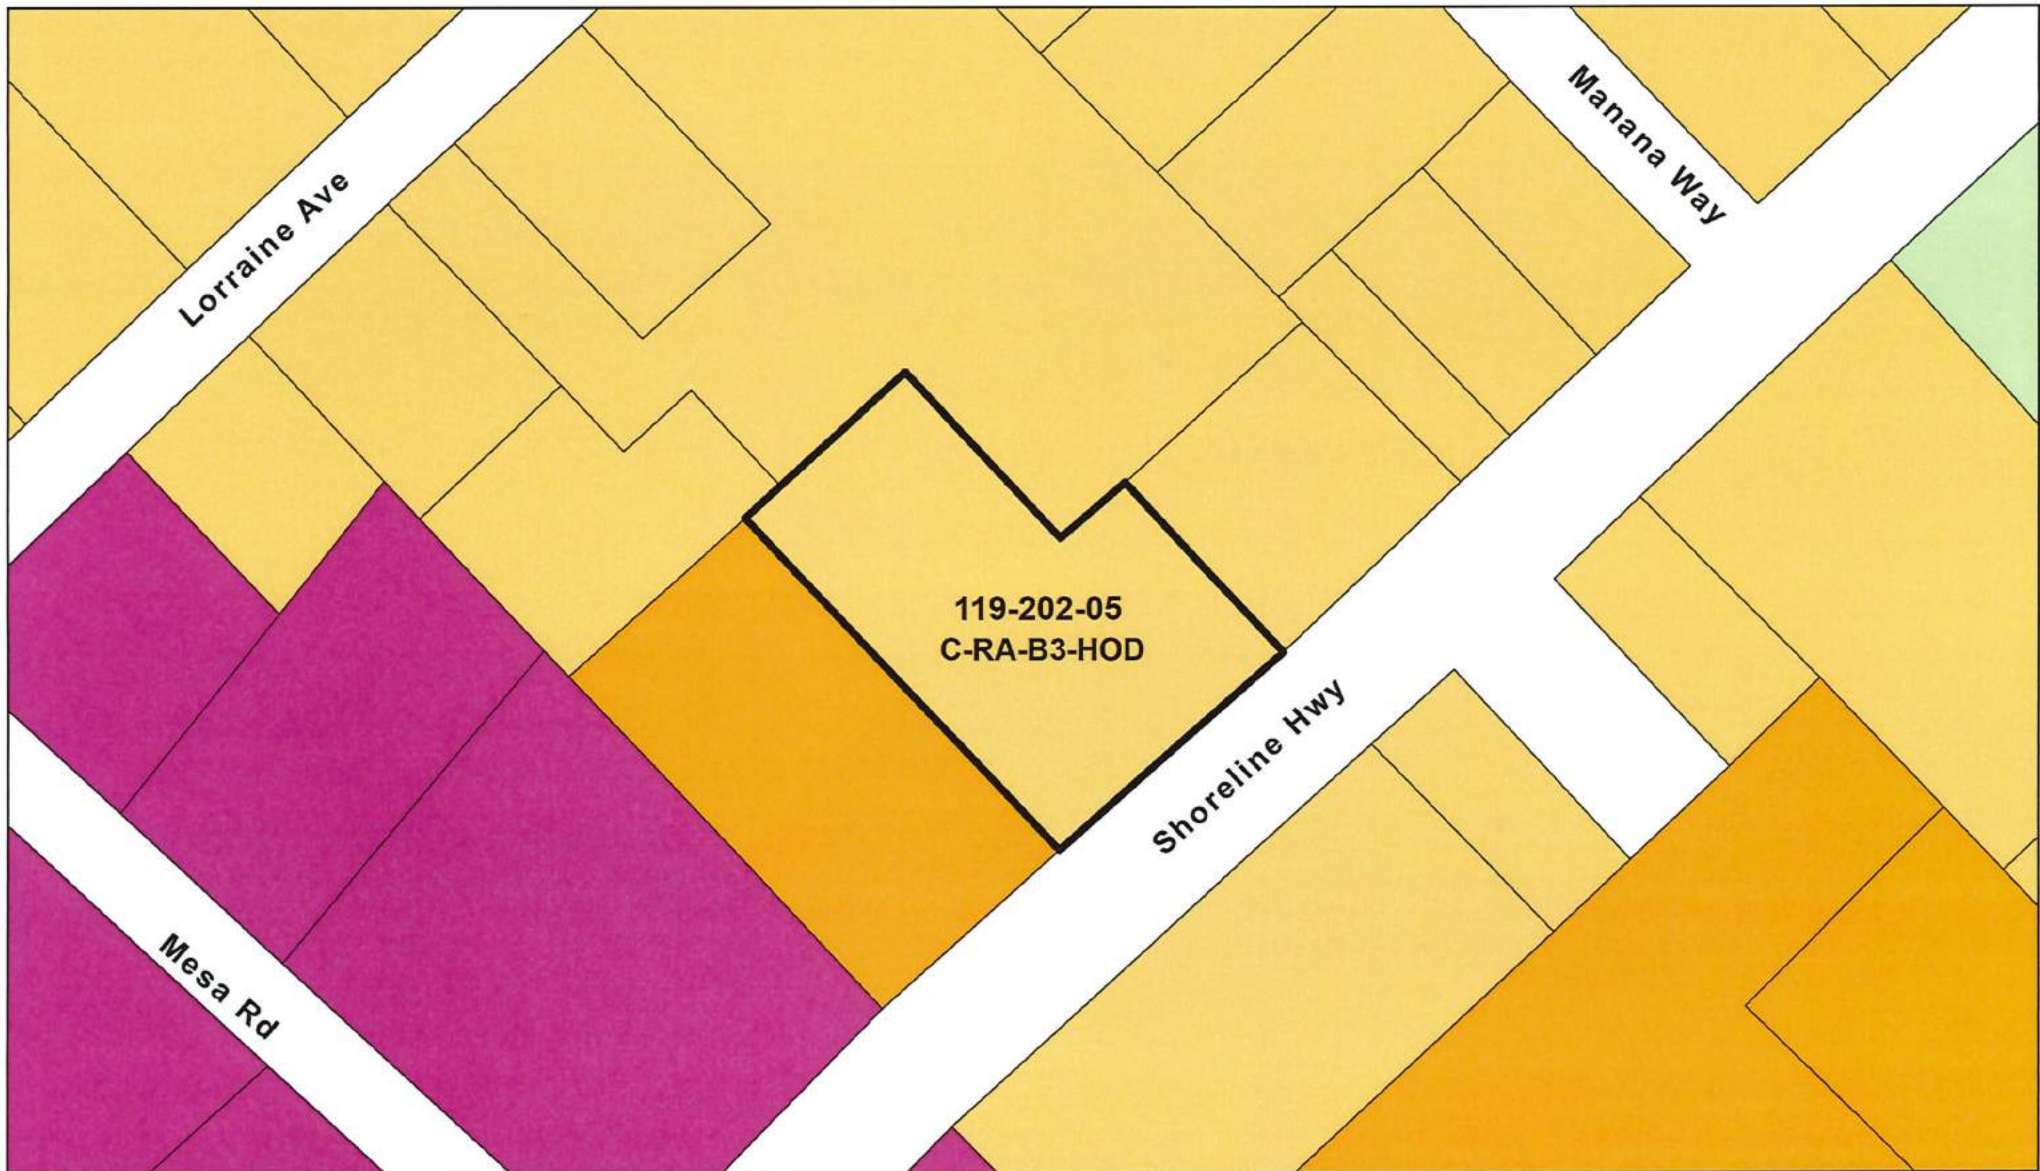 Manana Way
Lorraine Ave
119-202-05
C-RA-B3-HOD
Shoreline Hwy
Mesa Rd